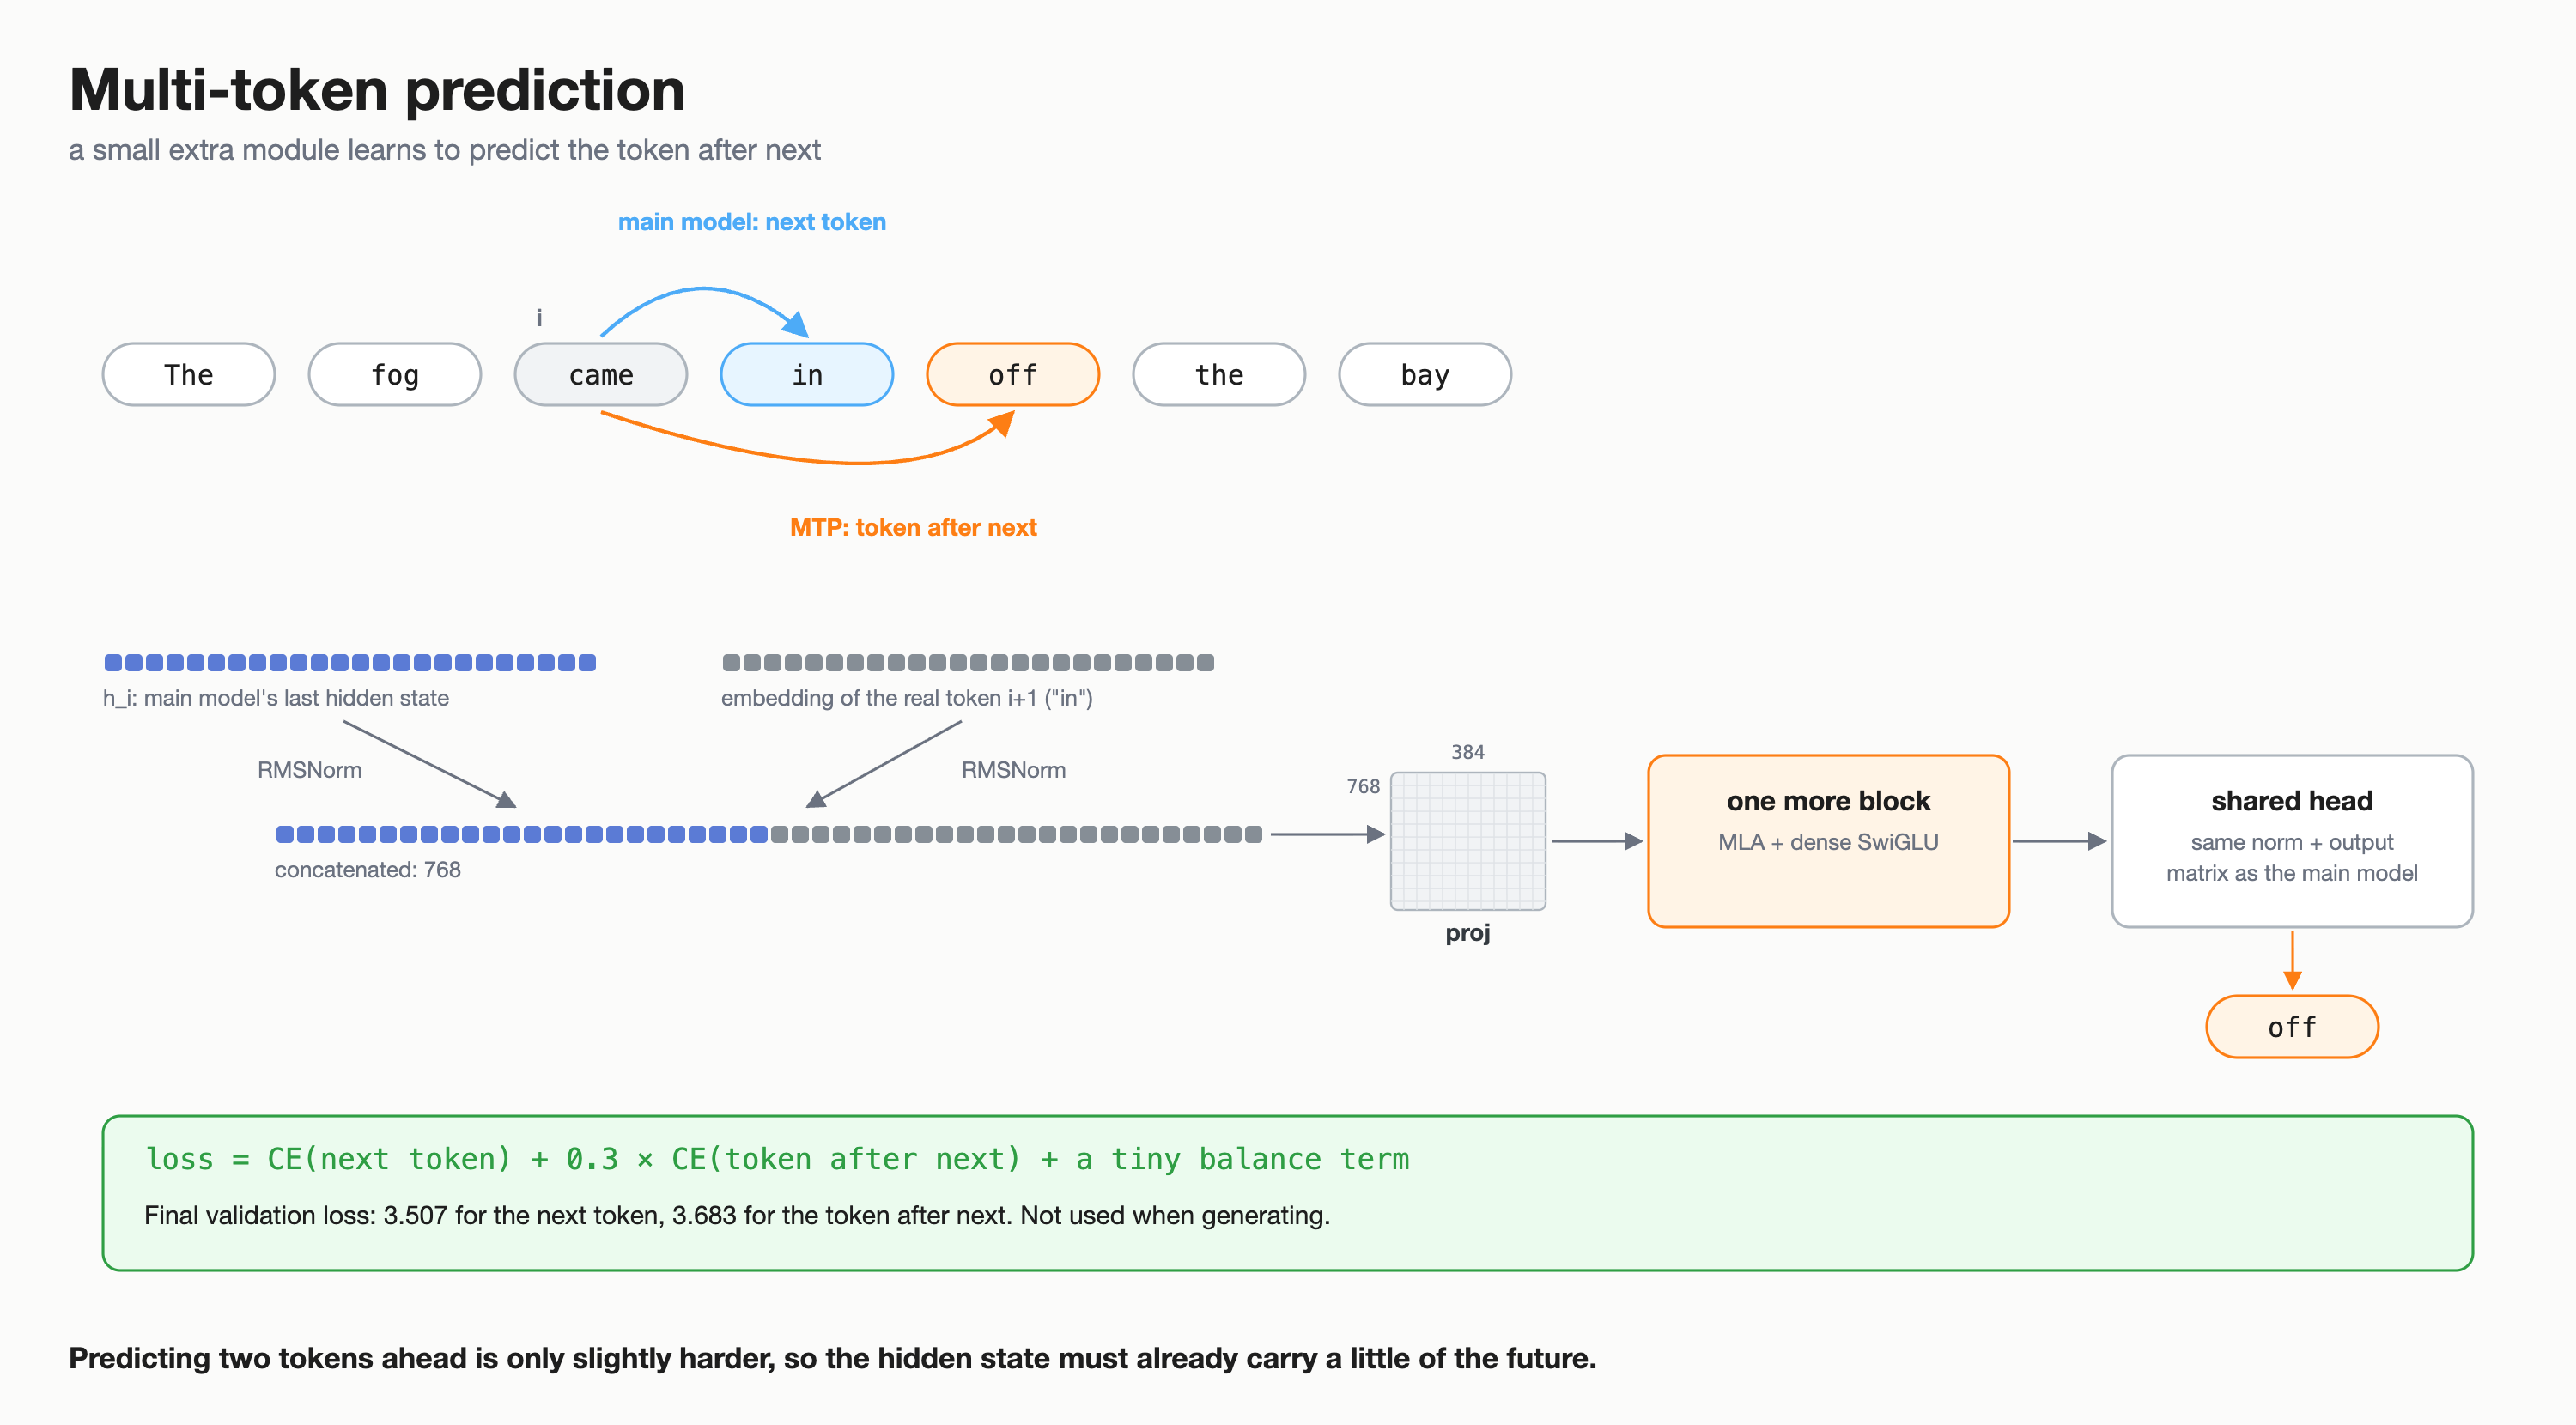 Multi-token prediction
a small extra module learns to predict the token after next
main model: next token
i
The fog came in off the bay
MTP: token after next
h_i: main model's last hidden state
embedding of the real token i+1 ("in")
RMSNorm
RMSNorm
concatenated: 768
384
768
proj
one more block
MLA + dense SwiGLU
shared head
same norm + output
matrix as the main model
off
loss = CE(next token) + 0.3 × CE(token after next) + a tiny balance term
Final validation loss: 3.507 for the next token, 3.683 for the token after next. Not used when generating.
Predicting two tokens ahead is only slightly harder, so the hidden state must already carry a little of the future.